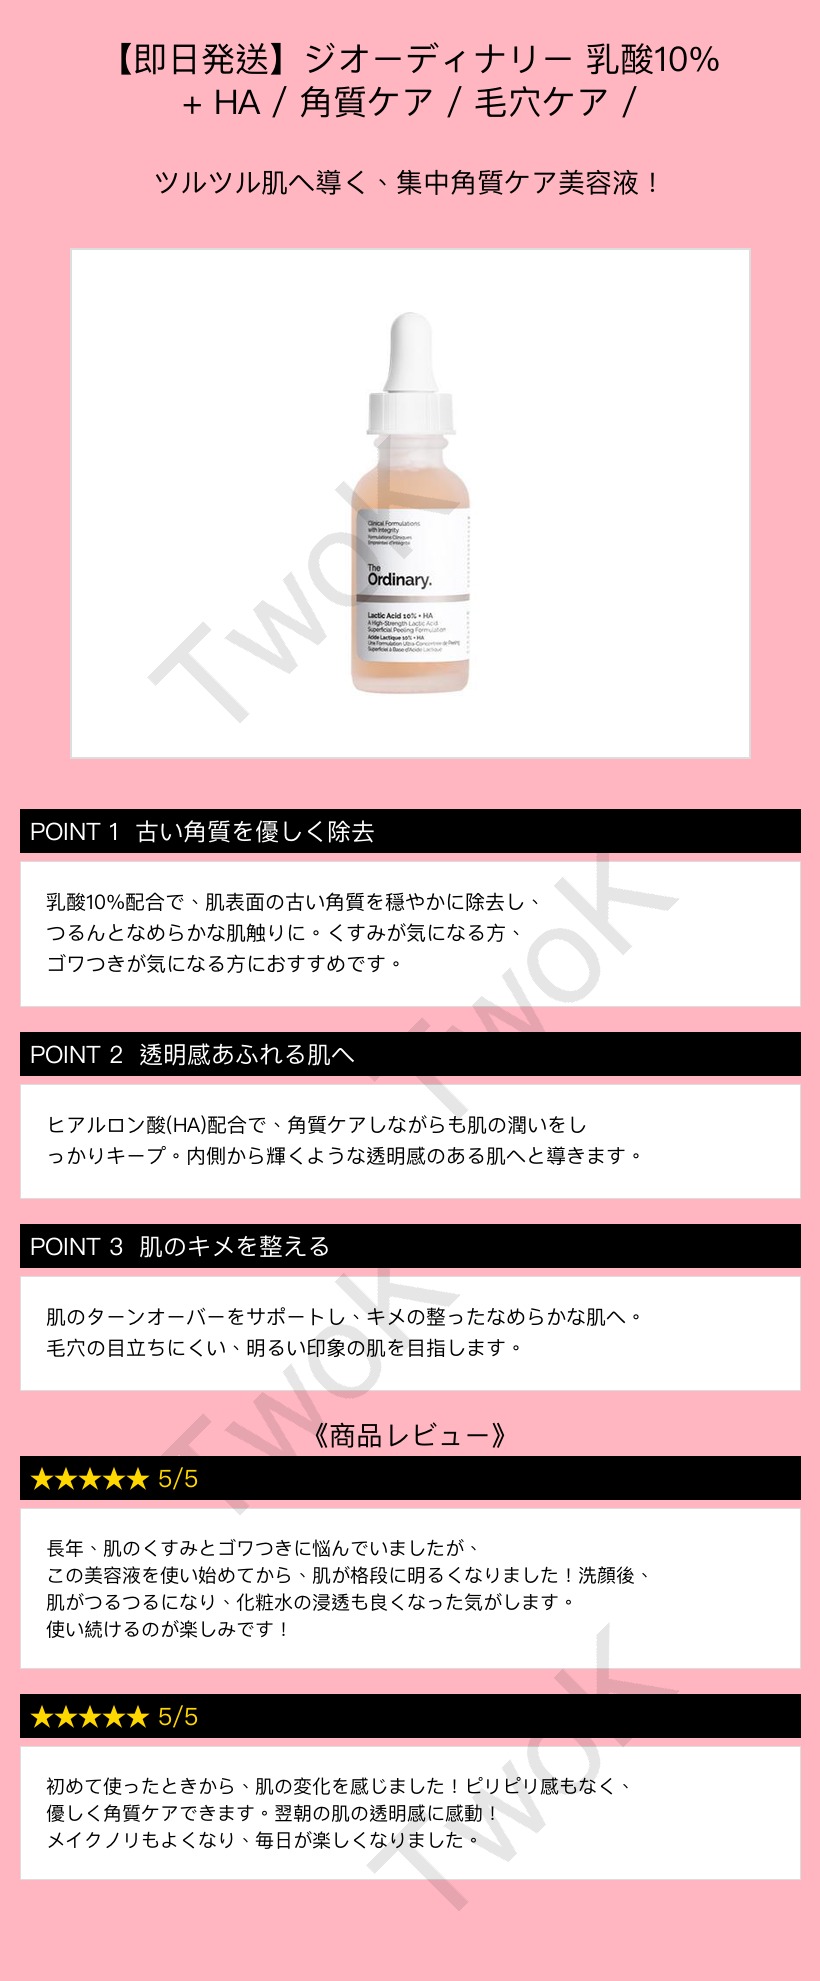 【即日発送】ジオーディナリー 乳酸10%
+ HA / 角質ケア / 毛穴ケア /
ツルツル肌へ導く、集中角質ケア美容液！
Clinical Formulations
with Integrity
Formulations Cliniques
Empreintes d'Intégrité
The
Ordinary.
Lactic Acid 10% + HA
A High-Strength Lactic Acid
Superficial Peeling Formulation
Acide Lactique 10% + HA
Une Formulation Ultra-Concentrée de Peeling
Superficiel à Base d'Acide Lactique
TwoK
POINT 1 古い角質を優しく除去
乳酸10%配合で、肌表面の古い角質を穏やかに除去し、
つるんとなめらかな肌触りに。くすみが気になる方、
ゴワつきが気になる方におすすめです。
TwoK
POINT 2 透明感あふれる肌へ
ヒアルロン酸(HA)配合で、角質ケアしながらも肌の潤いをし
っかりキープ。内側から輝くような透明感のある肌へと導きます。
POINT 3 肌のキメを整える
肌のターンオーバーをサポートし、キメの整ったなめらかな肌へ。
毛穴の目立ちにくい、明るい印象の肌を目指します。
TwoK
《商品レビュー》
★★★★★ 5/5
長年、肌のくすみとゴワつきに悩んでいましたが、
この美容液を使い始めてから、肌が格段に明るくなりました！洗顔後、
肌がつるつるになり、化粧水の浸透も良くなった気がします。
使い続けるのが楽しみです！
★★★★★ 5/5
初めて使ったときから、肌の変化を感じました！ピリピリ感もなく、
優しく角質ケアできます。翌朝の肌の透明感に感動！
メイクノリもよくなり、毎日が楽しくなりました。
TwoK